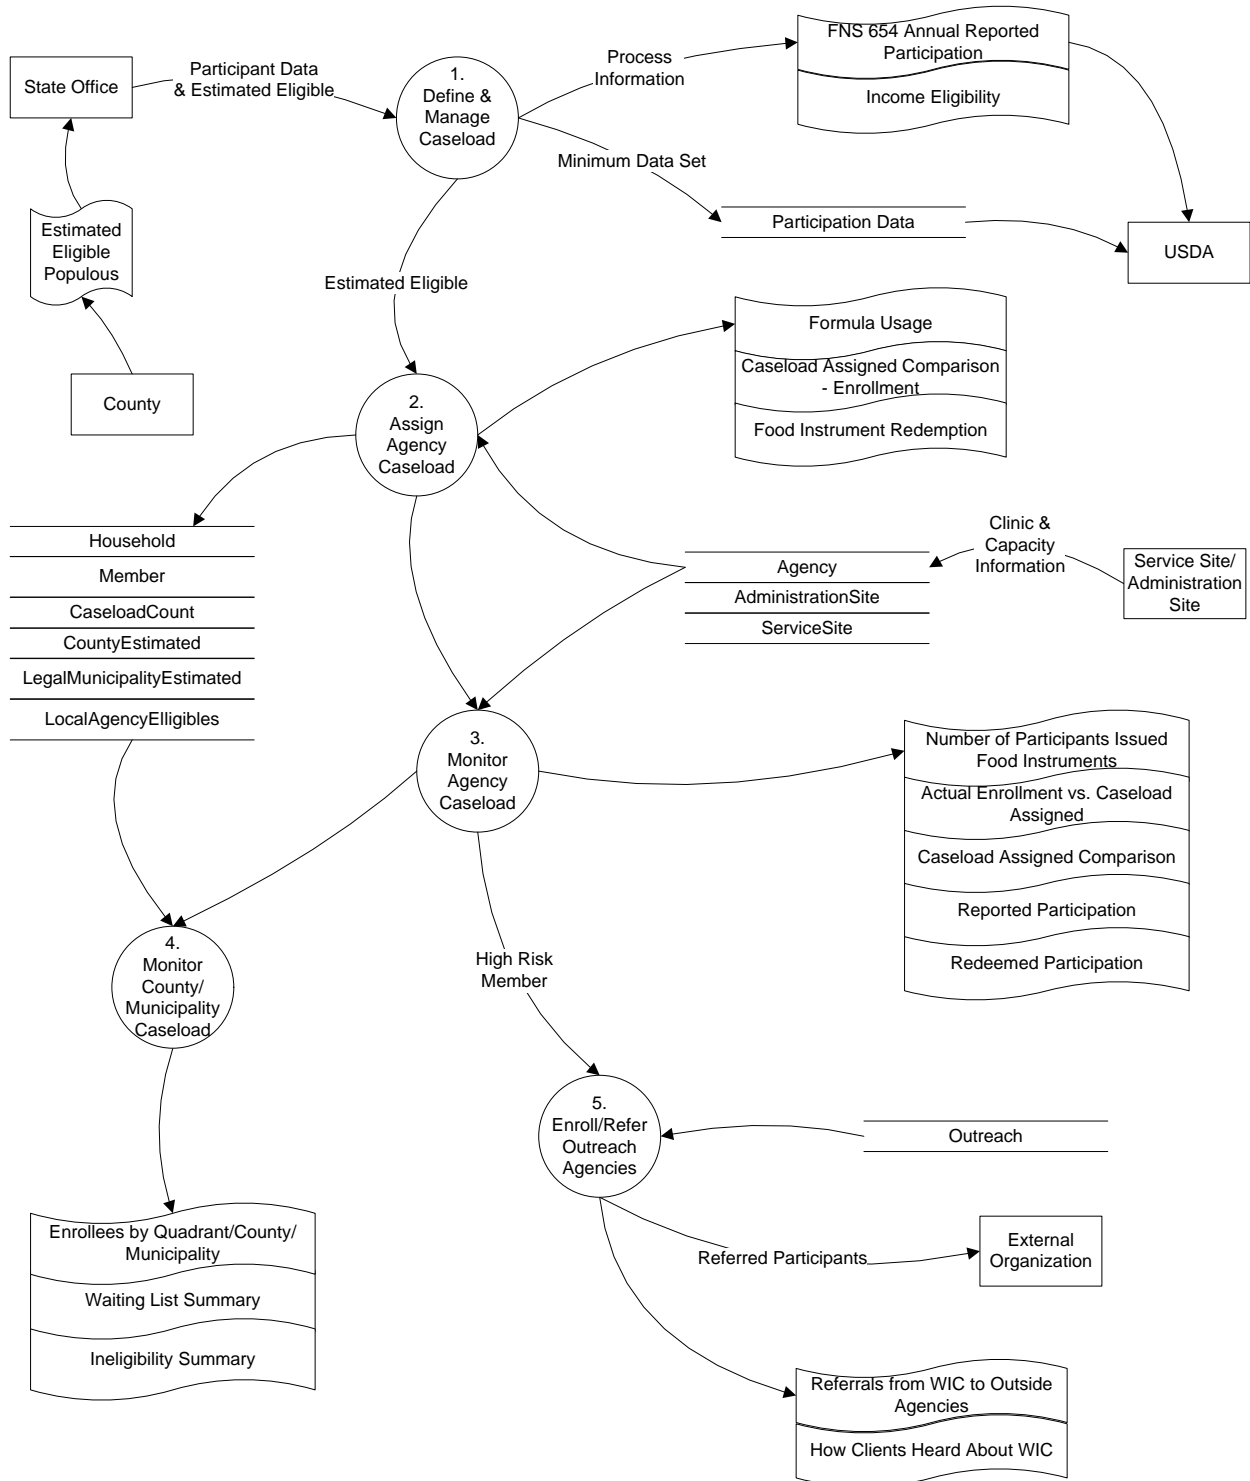 FNS 654 Annual Reported
Participation
Income Eligibility
Process
Information
State Office
Participant Data
& Estimated Eligible
1.
Define &
Manage
Caseload
Minimum Data Set
Participation Data
USDA
Estimated
Eligible
Populous
County
Estimated Eligible
Formula Usage
Caseload Assigned Comparison
- Enrollment
Food Instrument Redemption
2.
Assign
Agency
Caseload
Household
Member
CaseloadCount
CountyEstimated
LegalMunicipalityEstimated
LocalAgencyElligibles
Agency
AdministrationSite
ServiceSite
Clinic &
Capacity
Information
Service Site/
Administration
Site
3.
Monitor
Agency
Caseload
Number of Participants Issued
Food Instruments
Actual Enrollment vs. Caseload
Assigned
Caseload Assigned Comparison
Reported Participation
Redeemed Participation
4.
Monitor
County/
Municipality
Caseload
High Risk
Member
5.
Enroll/Refer
Outreach
Agencies
Outreach
Referred Participants
External
Organization
Enrollees by Quadrant/County/
Municipality
Waiting List Summary
Ineligibility Summary
Referrals from WIC to Outside
Agencies
How Clients Heard About WIC